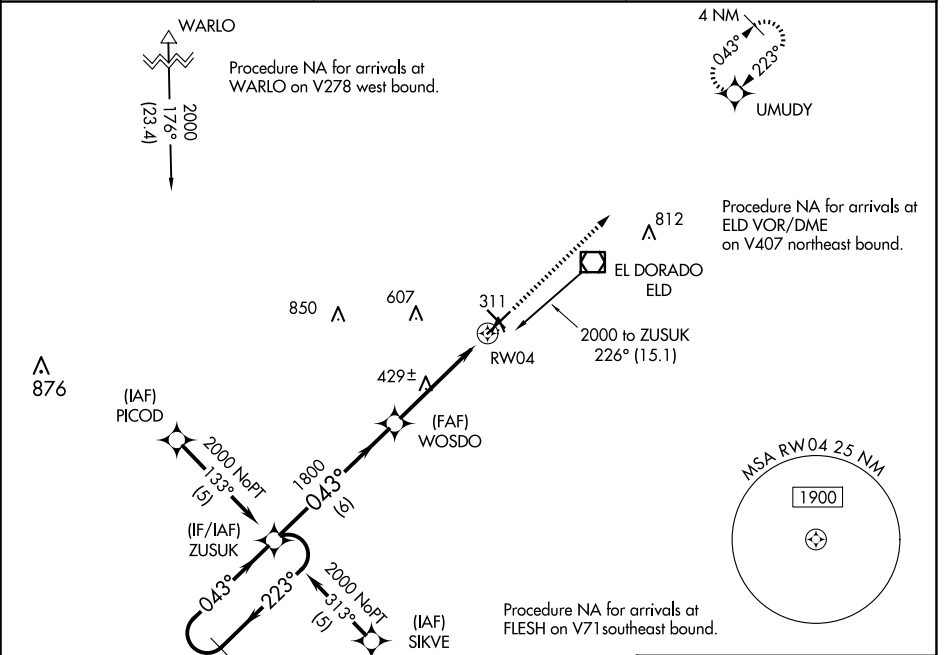 WARLO
Procedure NA for arrivals at
WARLO on V278 west bound.
2000
176°
(23.4)
4 NM
043°
223°
UMUDY
Procedure NA for arrivals at
ELD VOR/DME
on V407 northeast bound.
812
EL DORADO
ELD
850
607
311
2000 to ZUSUK
226° (15.1)
RW04
876
429±
(IAF)
PICOD
(FAF)
WOSDO
2000 NoPT
133°
(5)
1800
043°
(6)
MSA RW04 25 NM
1900
(IF/IAF)
ZUSUK
043°
223°
2000 NoPT
313°
(5)
(IAF)
SIKVE
Procedure NA for arrivals at
FLESH on V71southeast bound.